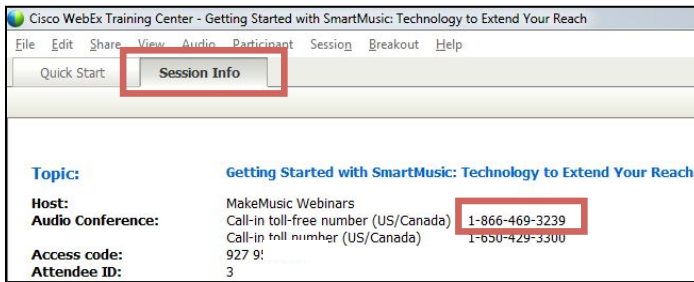 Cisco WebEx Training Center - Getting Started with SmartMusic: Technology to Extend Your Reach
File Edit Share View Audio Participant Session Breakout Help
Quick Start Session Info
Topic: Getting Started with SmartMusic: Technology to Extend Your Reach
Host: MakeMusic Webinars
Audio Conference: Call-in toll-free number (US/Canada) 1-866-469-3239
Call-in toll number (US/Canada) 1-650-429-3300
Access code: 927
Attendee ID: 3